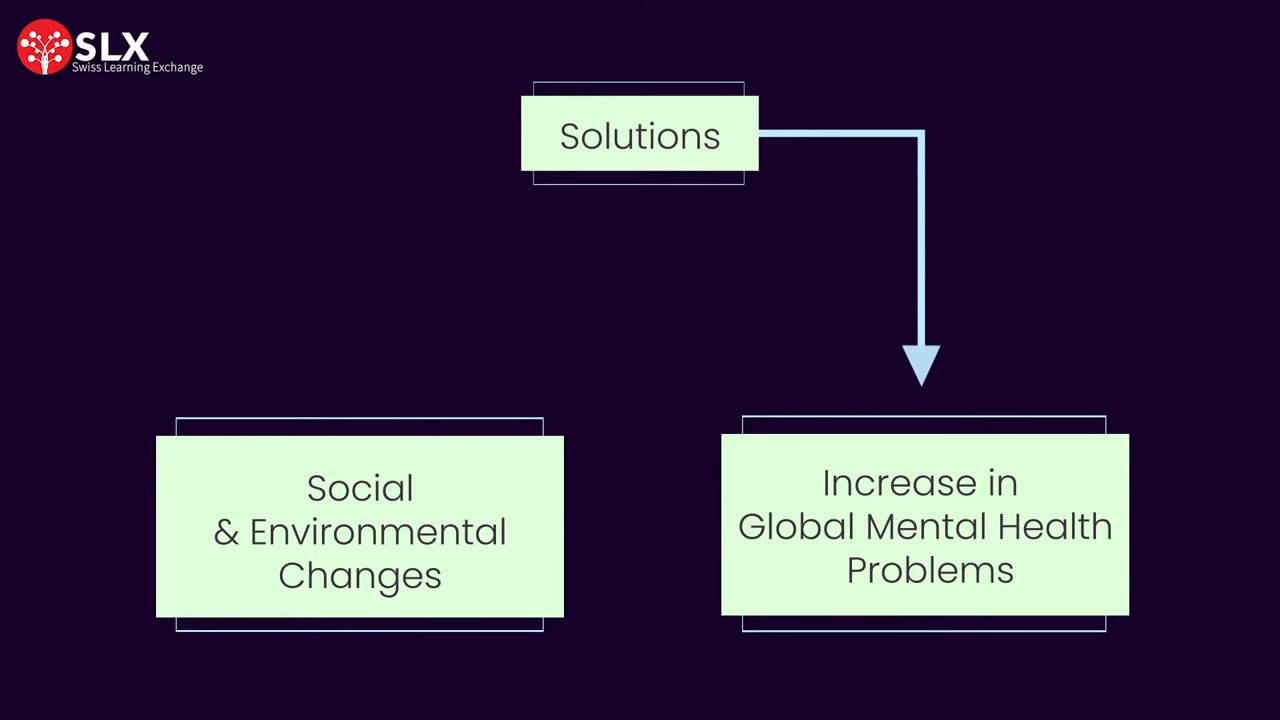 SLX
Swiss Learning Exchange
Solutions
Social
& Environmental
Changes
Increase in
Global Mental Health
Problems